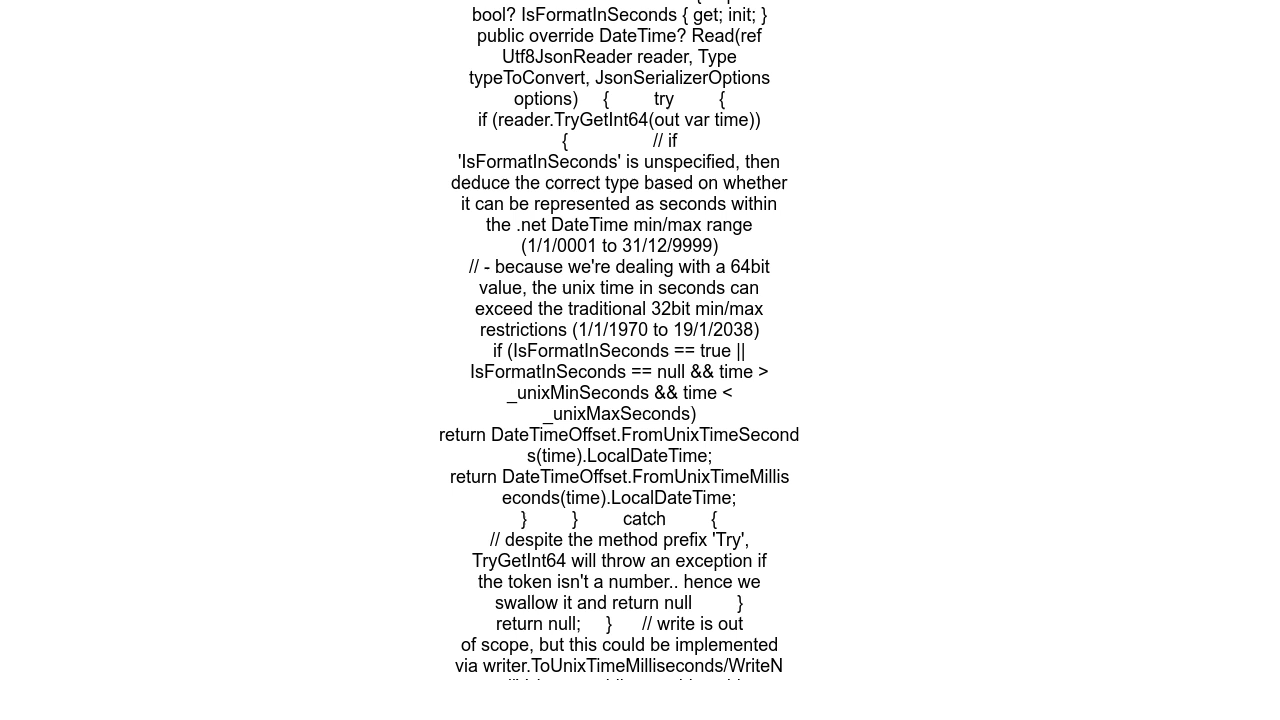 bool? IsFormatInSeconds { get; init; }
public override DateTime? Read(ref
Utf8JsonReader reader, Type
typeToConvert, JsonSerializerOptions
options)     {         try         {
if (reader.TryGetInt64(out var time))
{                 // if
'IsFormatInSeconds' is unspecified, then
deduce the correct type based on whether
it can be represented as seconds within
the .net DateTime min/max range
(1/1/0001 to 31/12/9999)
// - because we're dealing with a 64bit
value, the unix time in seconds can
exceed the traditional 32bit min/max
restrictions (1/1/1970 to 19/1/2038)
if (IsFormatInSeconds == true ||
IsFormatInSeconds == null && time >
_unixMinSeconds && time <
_unixMaxSeconds)
return DateTimeOffset.FromUnixTimeSecond
s(time).LocalDateTime;
return DateTimeOffset.FromUnixTimeMillis
econds(time).LocalDateTime;
}         }         catch         {
// despite the method prefix 'Try',
TryGetInt64 will throw an exception if
the token isn't a number.. hence we
swallow it and return null         }
return null;     }      // write is out
of scope, but this could be implemented
via writer.ToUnixTimeMilliseconds/WriteN